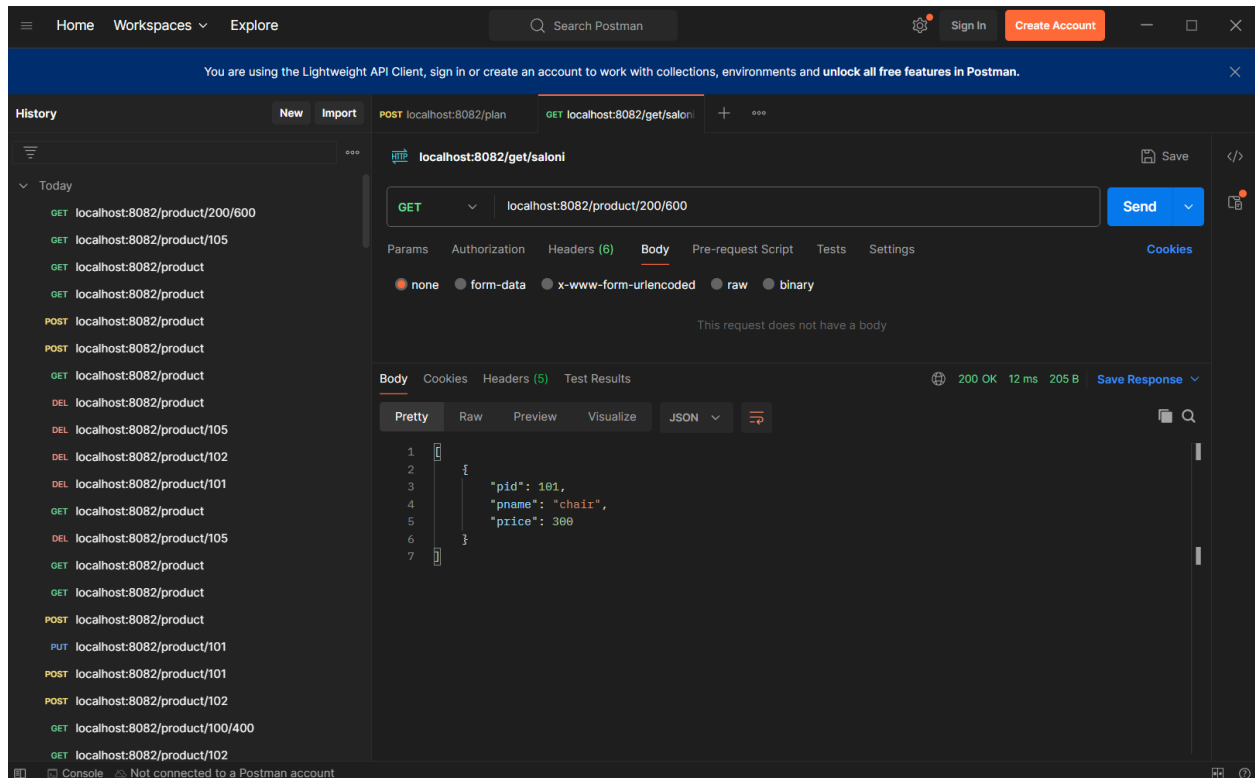 Home Workspaces Explore Search Postman Sign In Create Account
You are using the Lightweight API Client, sign in or create an account to work with collections, environments and unlock all free features in Postman.
History New Import
POST localhost:8082/plan GET localhost:8082/get/saloni
HTTP localhost:8082/get/saloni Save
Today
GET localhost:8082/product/200/600
GET localhost:8082/product/105
GET localhost:8082/product
GET localhost:8082/product
POST localhost:8082/product
POST localhost:8082/product
GET localhost:8082/product
DEL localhost:8082/product
DEL localhost:8082/product/105
DEL localhost:8082/product/102
DEL localhost:8082/product/101
GET localhost:8082/product
DEL localhost:8082/product/105
GET localhost:8082/product
GET localhost:8082/product
POST localhost:8082/product
PUT localhost:8082/product/101
POST localhost:8082/product/101
POST localhost:8082/product/102
GET localhost:8082/product/100/400
GET localhost:8082/product/102
GET localhost:8082/product/200/600 Send
Params Authorization Headers (6) Body Pre-request Script Tests Settings Cookies
none form-data x-www-form-urlencoded raw binary
This request does not have a body
Body Cookies Headers (5) Test Results 200 OK 12 ms 205 B Save Response
Pretty Raw Preview Visualize JSON
1 [
2 {
3 "pid": 101,
4 "pname": "chair",
5 "price": 300
6 }
7 ]
Console Not connected to a Postman account